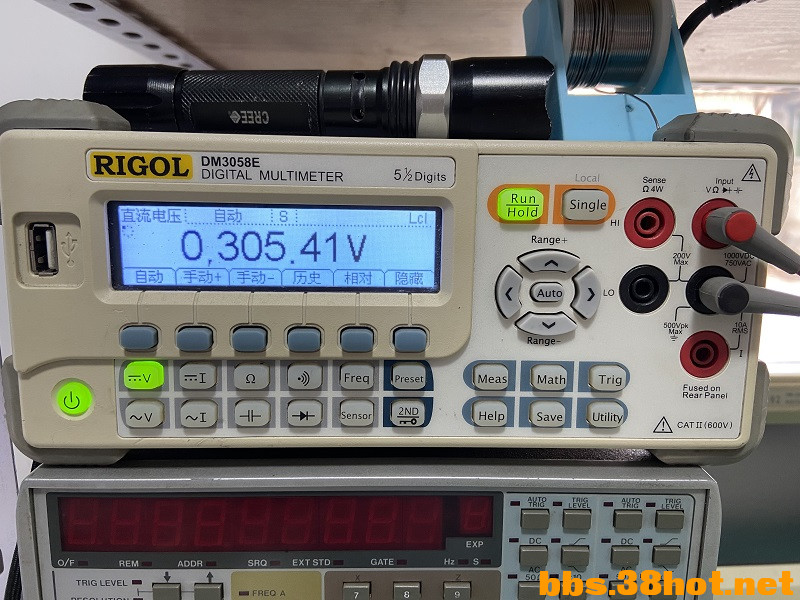 CREE
RIGOL
DM3058E
DIGITAL MULTIMETER
5 1/2 Digits
直流电压 自动 S Lcl
0,305.41V
自动 手动+ 手动- 历史 相对 隐藏
Local
Run Hold
Single
Range+
Auto
Range-
Sense
Ω 4W
Input
HI
LO
200V
Max
1000VDC
750VAC
500Vpk
Max
10A
RMS
I
Fused on
Rear Panel
CAT II (600V)
V I Ω Freq Preset
~V ~I Sensor 2ND
Meas Math Trig
Help Save Utility
EXP
O/F REM ADDR SRQ EXT STD GATE Hz S
TRIG LEVEL
FREQ A
X Y Z
7 8 9
AUTO TRIG
TRIG LEVEL
AUTO TRIG
TRIG LEVEL
DC
AC
DC
AC
bbs.38hot.net